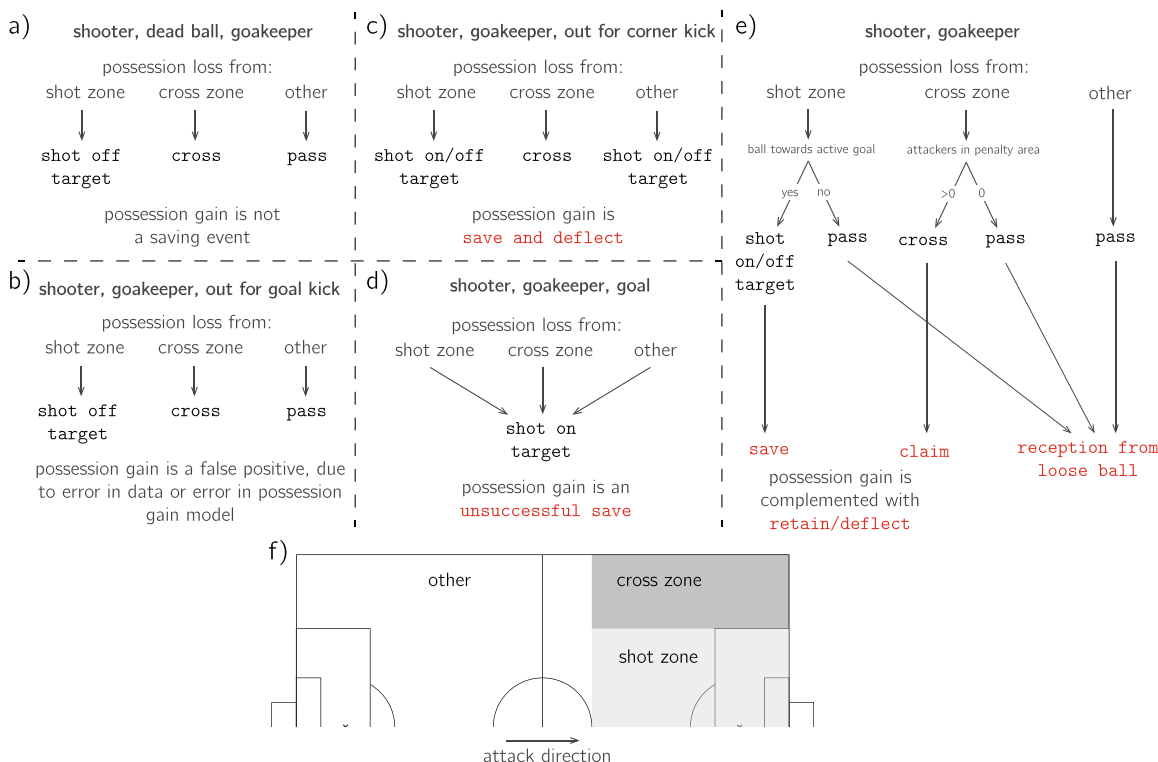 a)
shooter, dead ball, goakeeper
possession loss from:
shot zone cross zone other
shot off target cross pass
possession gain is not
a saving event
b)
shooter, goakeeper, out for goal kick
possession loss from:
shot zone cross zone other
shot off target cross pass
possession gain is a false positive, due
to error in data or error in possession
gain model
c)
shooter, goakeeper, out for corner kick
possession loss from:
shot zone cross zone other
shot on/off target cross shot on/off target
possession gain is
save and deflect
d)
shooter, goakeeper, goal
possession loss from:
shot zone cross zone other
shot on
target
possession gain is an
unsuccessful save
e)
shooter, goakeeper
possession loss from:
shot zone cross zone other
ball towards active goal attackers in penalty area
yes no >0 0
shot on/off target pass cross pass pass
save claim reception from loose ball
possession gain is
complemented with
retain/deflect
f)
other cross zone
shot zone
attack direction